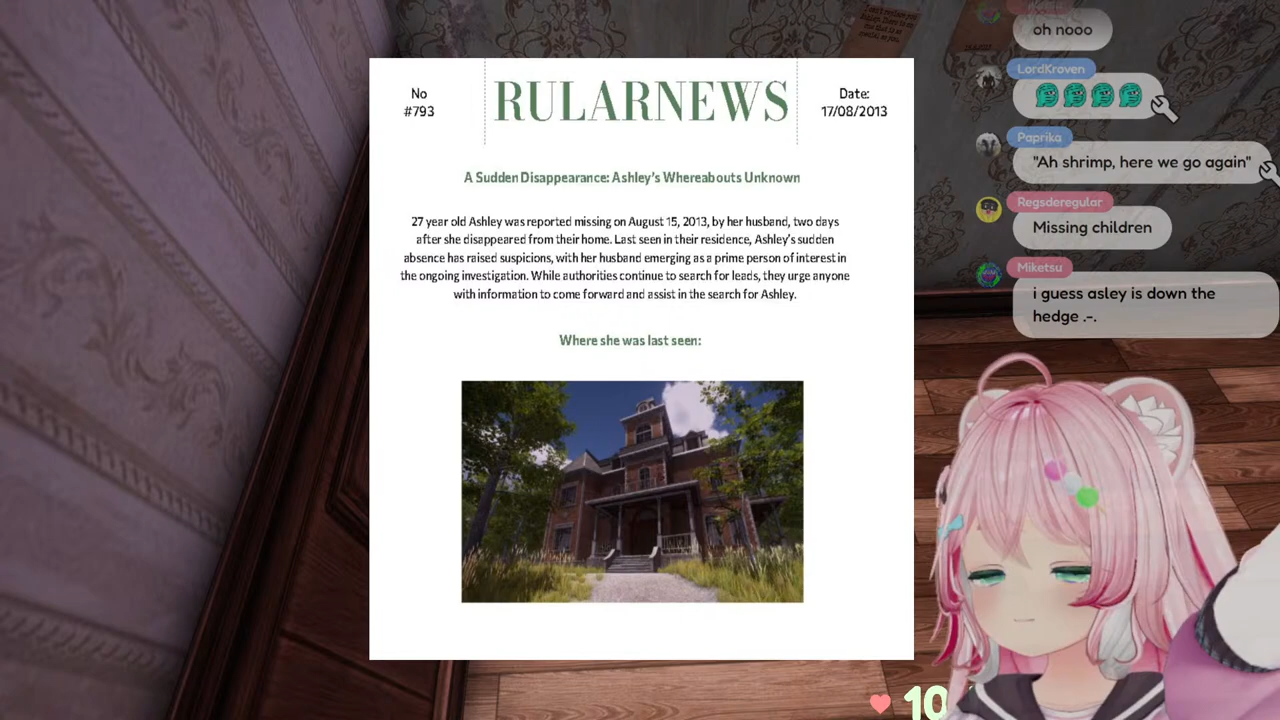 No
#793
RULARNEWS
Date:
17/08/2013
A Sudden Disappearance: Ashley's Whereabouts Unknown
27 year old Ashley was reported missing on August 15, 2013, by her husband, two days
after she disappeared from their home. Last seen in their residence, Ashley's sudden
absence has raised suspicions, with her husband emerging as a prime person of interest in
the ongoing investigation. While authorities continue to search for leads, they urge anyone
with information to come forward and assist in the search for Ashley.
Where she was last seen:
oh nooo
LordKroven
Paprika
"Ah shrimp, here we go again"
Regsderegular
Missing children
Miketsu
i guess asley is down the
hedge .-.
10